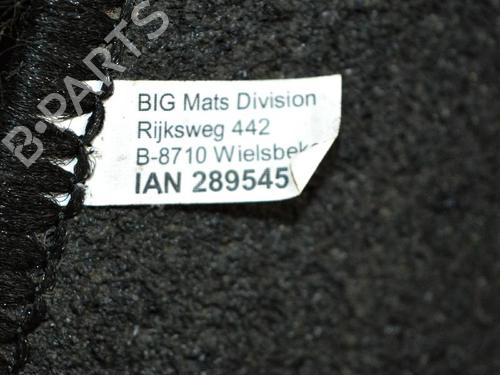 B-PARTS
BIG Mats Division
Rijksweg 442
B-8710 Wielsbeke
IAN 289545